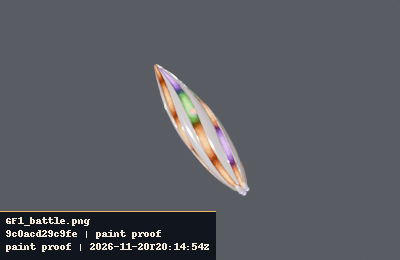 GF1_battle.png
9c0acd29c9fe | paint proof
paint proof | 2026-11-20T20:14:54Z